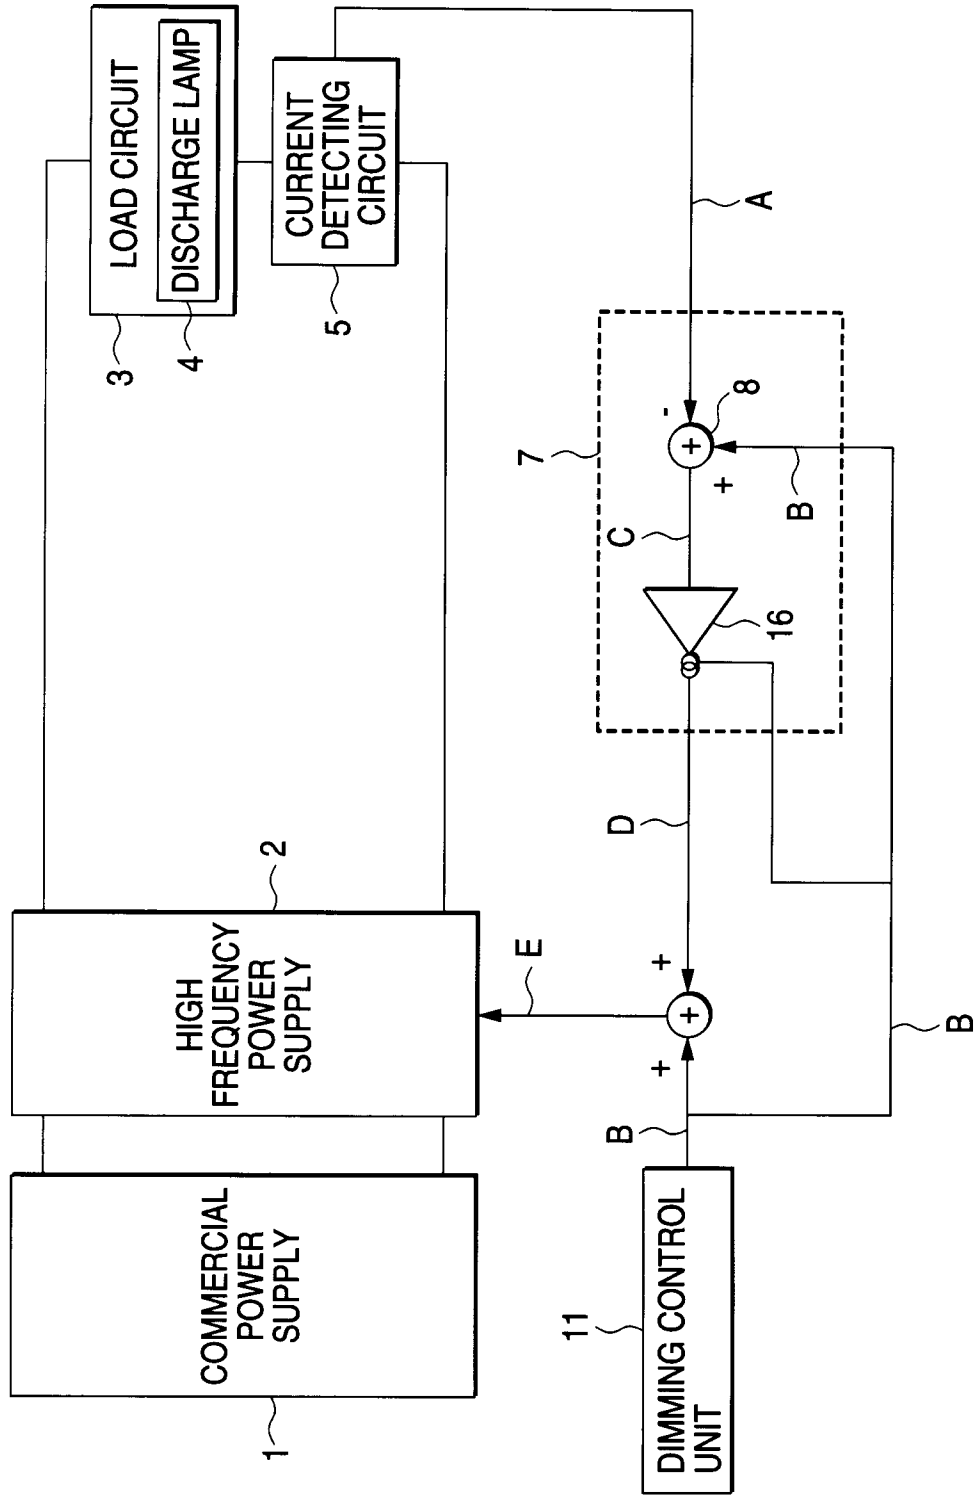 COMMERCIAL
POWER
SUPPLY
1
HIGH
FREQUENCY
POWER
SUPPLY
2
LOAD CIRCUIT
DISCHARGE LAMP
3
4
CURRENT
DETECTING
CIRCUIT
5
A
7
-
+
8
+
B
C
16
D
E
+
+
+
B
B
DIMMING CONTROL
UNIT
11